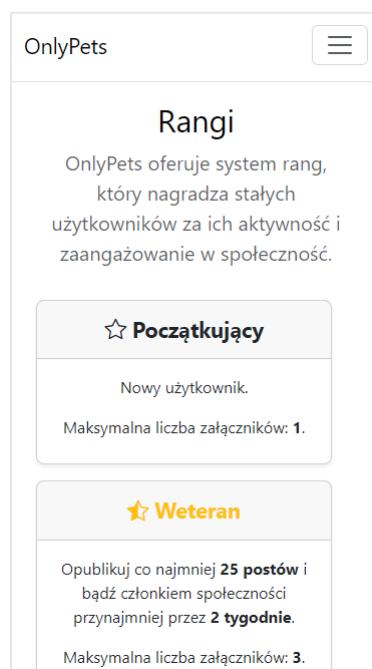 OnlyPets
Rangi
OnlyPets oferuje system rang,
który nagradza stałych
użytkowników za ich aktywność i
zaangażowanie w społeczność.
Początkujący
Nowy użytkownik.
Maksymalna liczba załączników: 1.
Weteran
Opublikuj co najmniej 25 postów i
bądź członkiem społeczności
przynajmniej przez 2 tygodnie.
Maksymalna liczba załączników: 3.